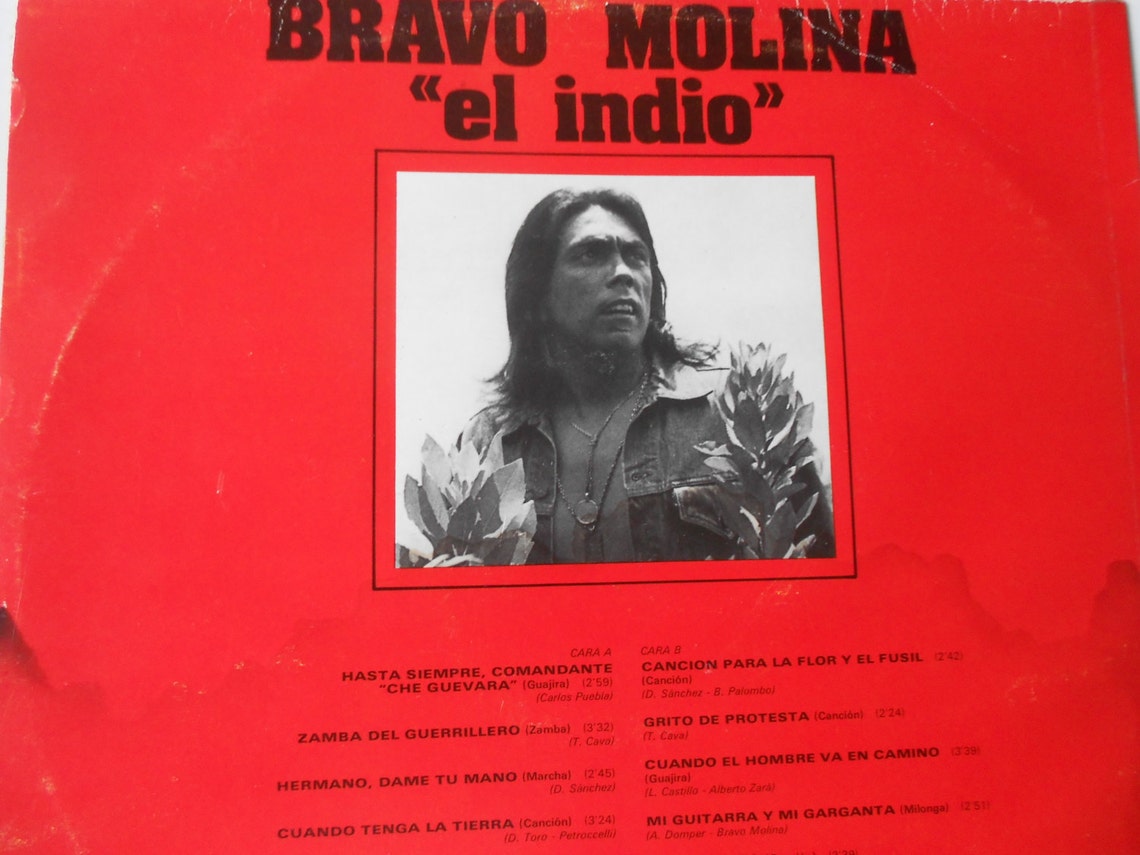 BRAVO MOLINA
«el indio»
CARA A
HASTA SIEMPRE, COMANDANTE
"CHE GUEVARA" (Guajira) (2'59)
(Carlos Puebla)
ZAMBA DEL GUERRILLERO (Zamba) (3'32)
(T. Cava)
HERMANO, DAME TU MANO (Marcha) (2'45)
(D. Sánchez)
CUANDO TENGA LA TIERRA (Canción) (3'24)
(D. Toro - Petroccelli)
CARA B
CANCION PARA LA FLOR Y EL FUSIL (2'42)
(Canción)
(D. Sánchez - B. Palombo)
GRITO DE PROTESTA (Canción) (2'24)
(T. Cava)
CUANDO EL HOMBRE VA EN CAMINO (3'39)
(Guajira)
(L. Castillo - Alberto Zará)
MI GUITARRA Y MI GARGANTA (Milonga) (2'51)
(A. Domper - Bravo Molina)